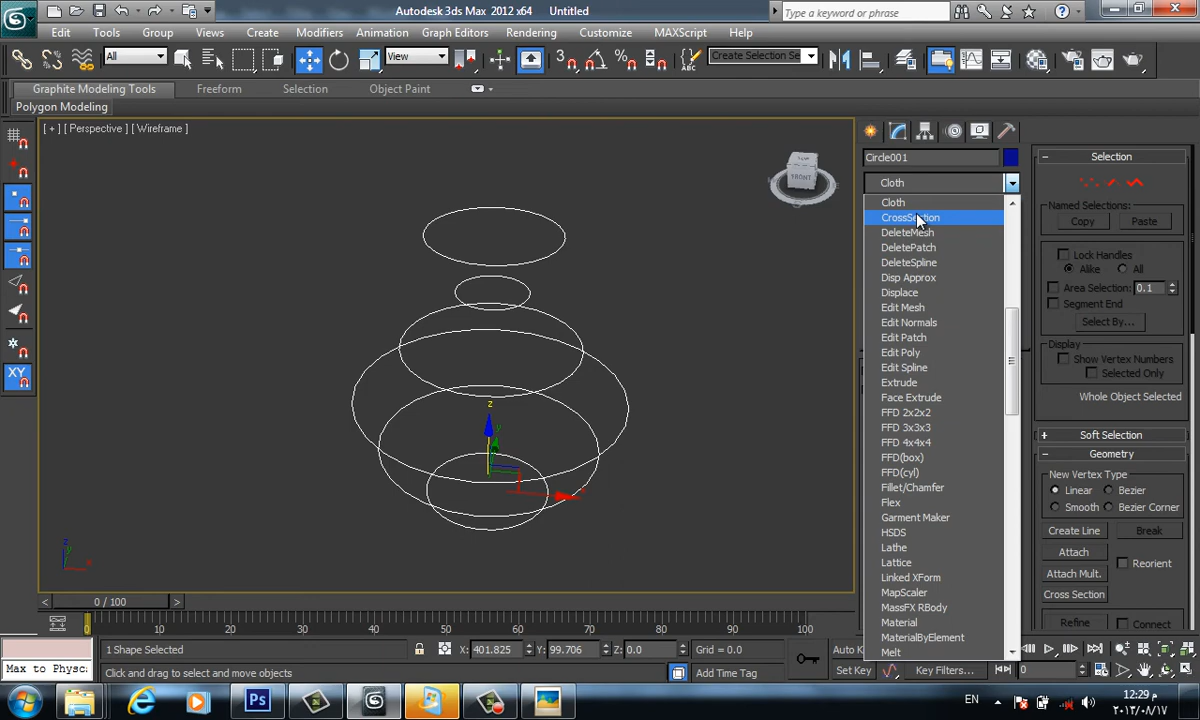 Autodesk 3ds Max 2012 x64 Untitled
Type a keyword or phrase
Edit Tools Group Views Create Modifiers Animation Graph Editors Rendering Customize MAXScript Help
All View Create Selection Se
Graphite Modeling Tools Freeform Selection Object Paint
Polygon Modeling
[ + ] [ Perspective ] [ Wireframe ]
TOP
FRONT
z
y
x
z
y
x
XY
Circle001
Cloth
Cloth
CrossSection
DeleteMesh
DeletePatch
DeleteSpline
Disp Approx
Displace
Edit Mesh
Edit Normals
Edit Patch
Edit Poly
Edit Spline
Extrude
Face Extrude
FFD 2x2x2
FFD 3x3x3
FFD 4x4x4
FFD(box)
FFD(cyl)
Fillet/Chamfer
Flex
Garment Maker
HSDS
Lathe
Lattice
Linked XForm
MapScaler
MassFX RBody
Material
MaterialByElement
Melt
Selection
Named Selections:
Copy Paste
Lock Handles
Alike All
Area Selection: 0.1
Segment End
Select By...
Display
Show Vertex Numbers
Selected Only
Whole Object Selected
Soft Selection
Geometry
New Vertex Type
Linear Bezier
Smooth Bezier Corner
Create Line Break
Attach
Reorient
Attach Mult.
Cross Section
Refine Connect
0 / 100
0 10 20 30 40 50 60 70 80 90 100
1 Shape Selected X: 401.825 Y: 99.706 Z: 0.0 Grid = 0.0
Max to Physc
Click and drag to select and move objects Add Time Tag
Set Key Key Filters... 0
EN
12:29 م
٢٠١٣/٠٨/١٧